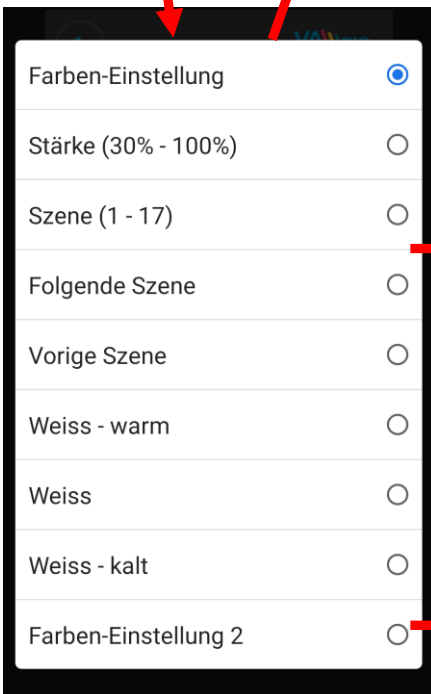 Farben-Einstellung
Stärke (30% - 100%)
Szene (1 - 17)
Folgende Szene
Vorige Szene
Weiss - warm
Weiss
Weiss - kalt
Farben-Einstellung 2